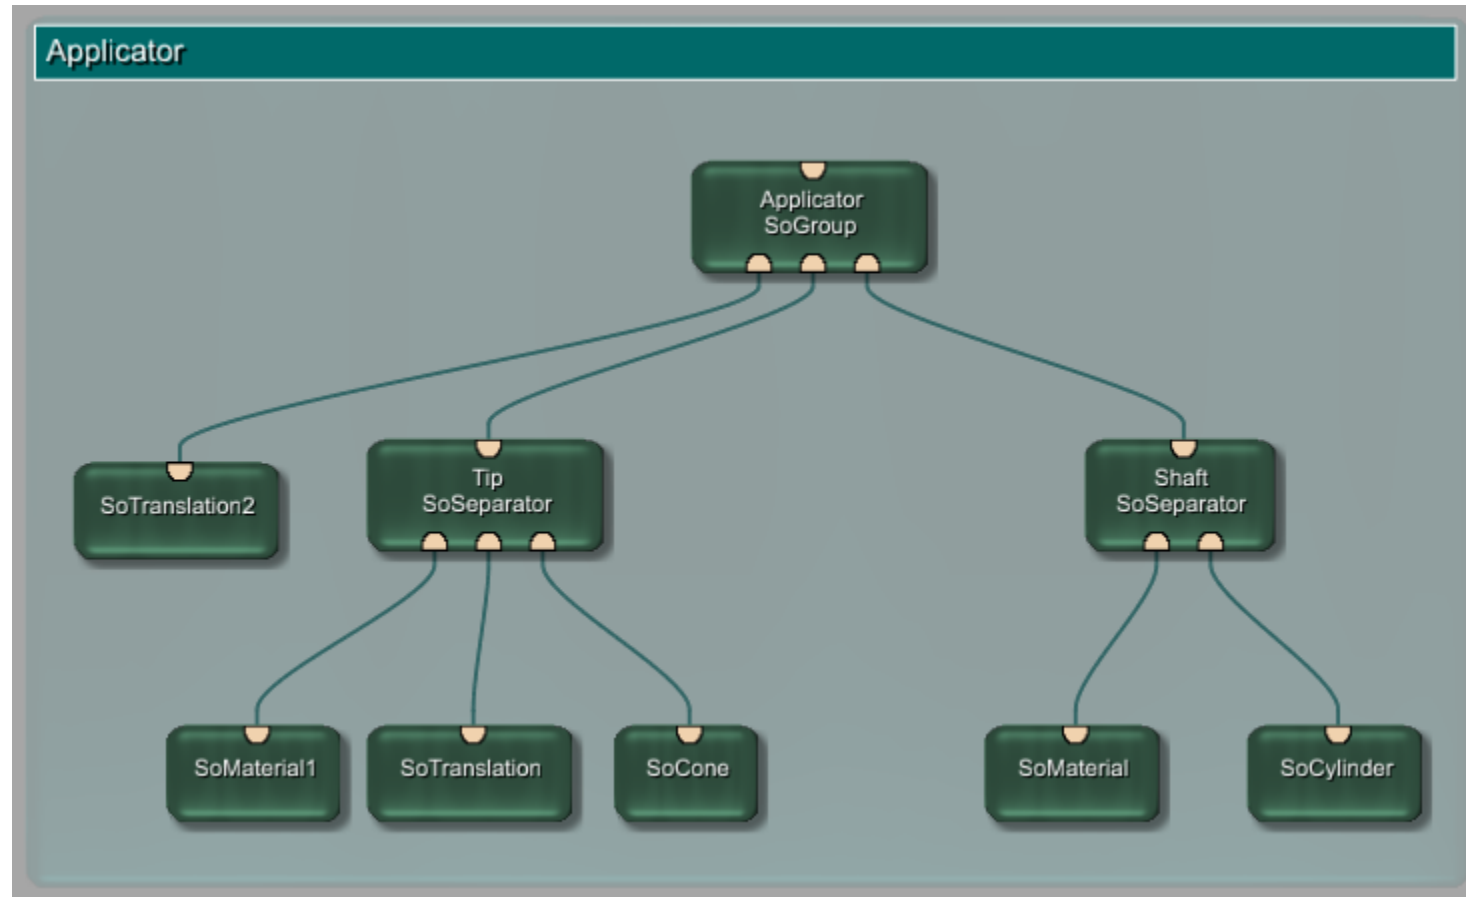 Applicator
Applicator
SoGroup
SoTranslation2
Tip
SoSeparator
Shaft
SoSeparator
SoMaterial1
SoTranslation
SoCone
SoMaterial
SoCylinder